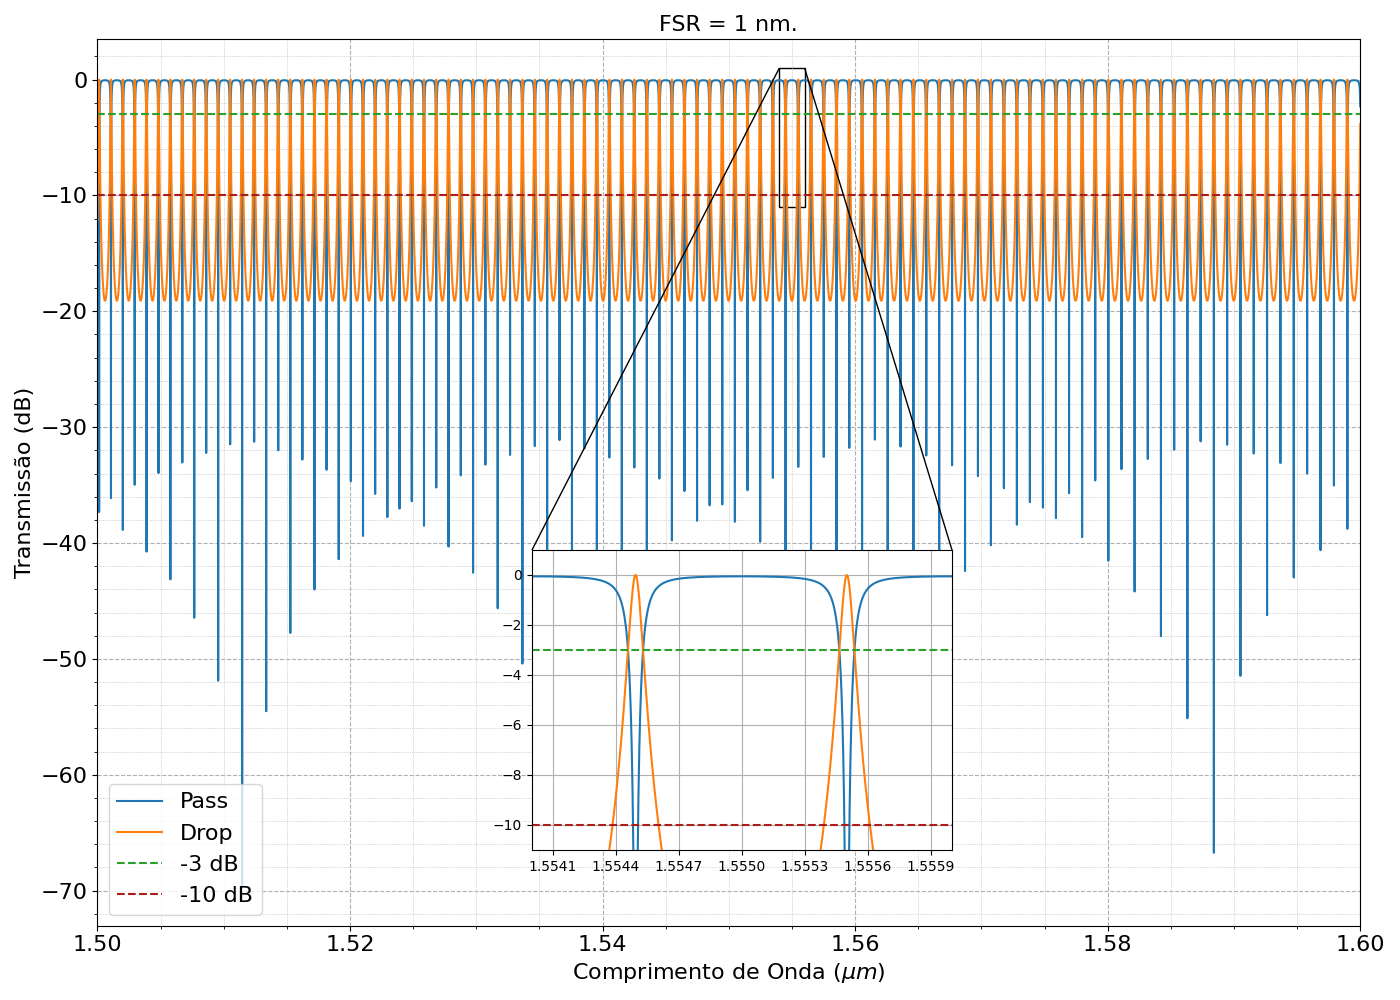 FSR = 1 nm.
Transmissão (dB)
0
−10
−20
−30
−40
−50
−60
−70
0
−2
−4
−6
−8
−10
1.5541 1.5544 1.5547 1.5550 1.5553 1.5556 1.5559
Pass
Drop
-3 dB
-10 dB
1.50 1.52 1.54 1.56 1.58 1.60
Comprimento de Onda (μm)